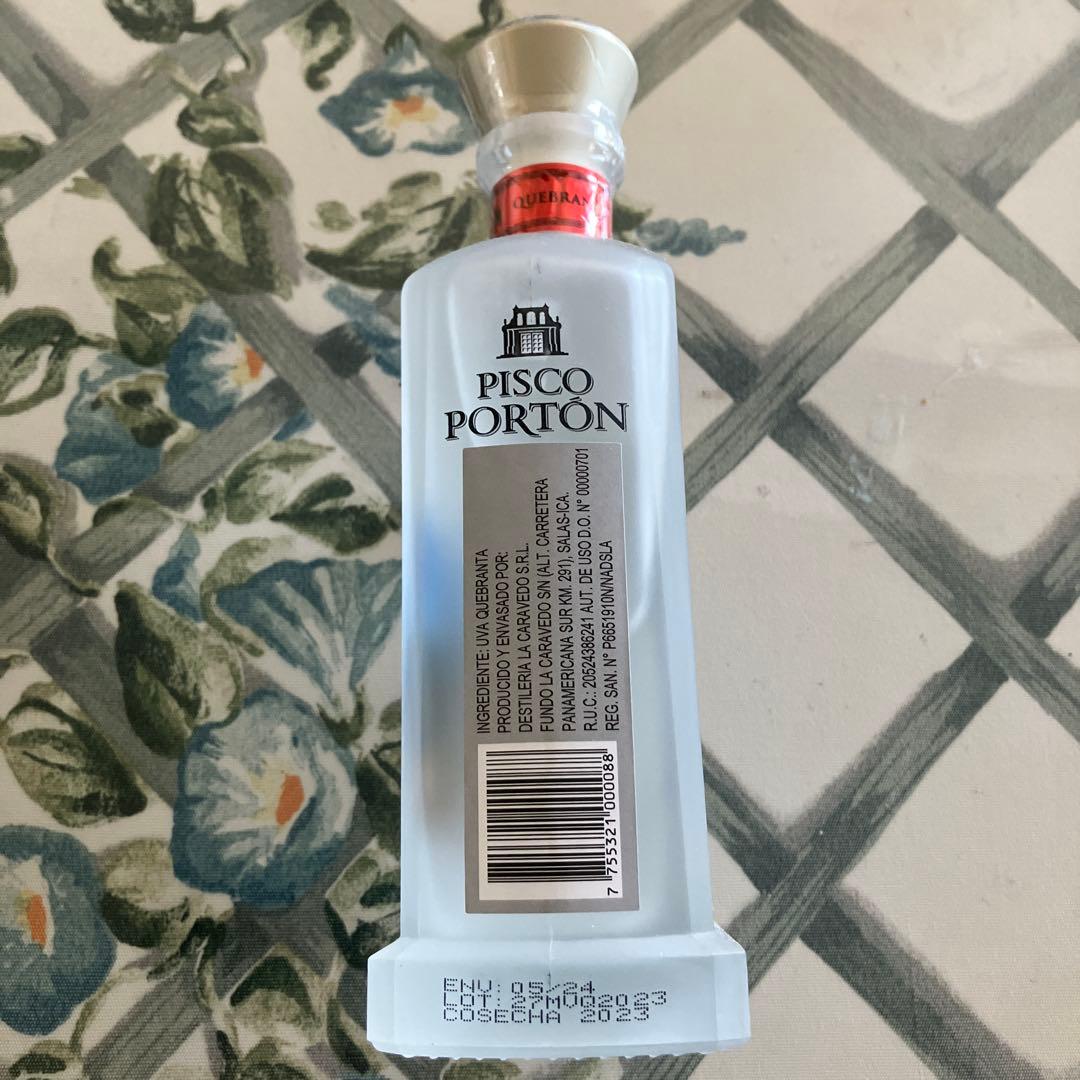 QUEBRAN
PISCO
PORTÓN
INGREDIENTE: UVA QUEBRANTA
PRODUCIDO Y ENVASADO POR:
DESTILERIA LA CARAVEDO S.R.L.
FUNDO LA CARAVEDO S/N (ALT. CARRETERA
PANAMERICANA SUR KM. 291), SALAS-ICA.
R.U.C.: 20524386241 AUT. DE USO D.O. N° 00000701
REG. SAN. N° P6651910N/NADSLA
7 755321 000088
ENV: 05/24
LOT: 27MVQ2023
COSECHA 2023